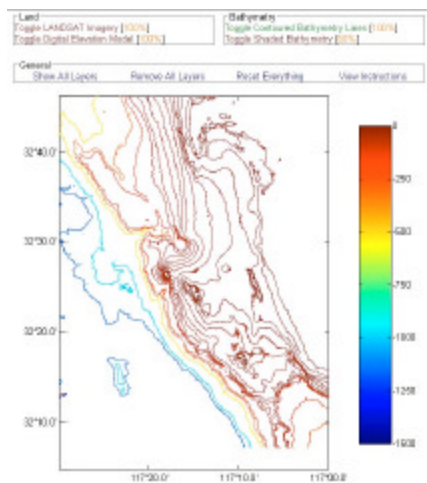 Land
Toggle LANDSAT Imagery [100%]
Toggle Digital Elevation Model [100%]
Bathymetry
Toggle Contoured Bathymetry Lines [100%]
Toggle Shaded Bathymetry
General
Show All Layers Remove All Layers Reset Everything View Instructions
32°40.0'
32°30.0'
32°20.0'
32°10.0'
117°20.0' 117°10.0' 117°00.0'
0
-250
-500
-750
-1000
-1250
-1500